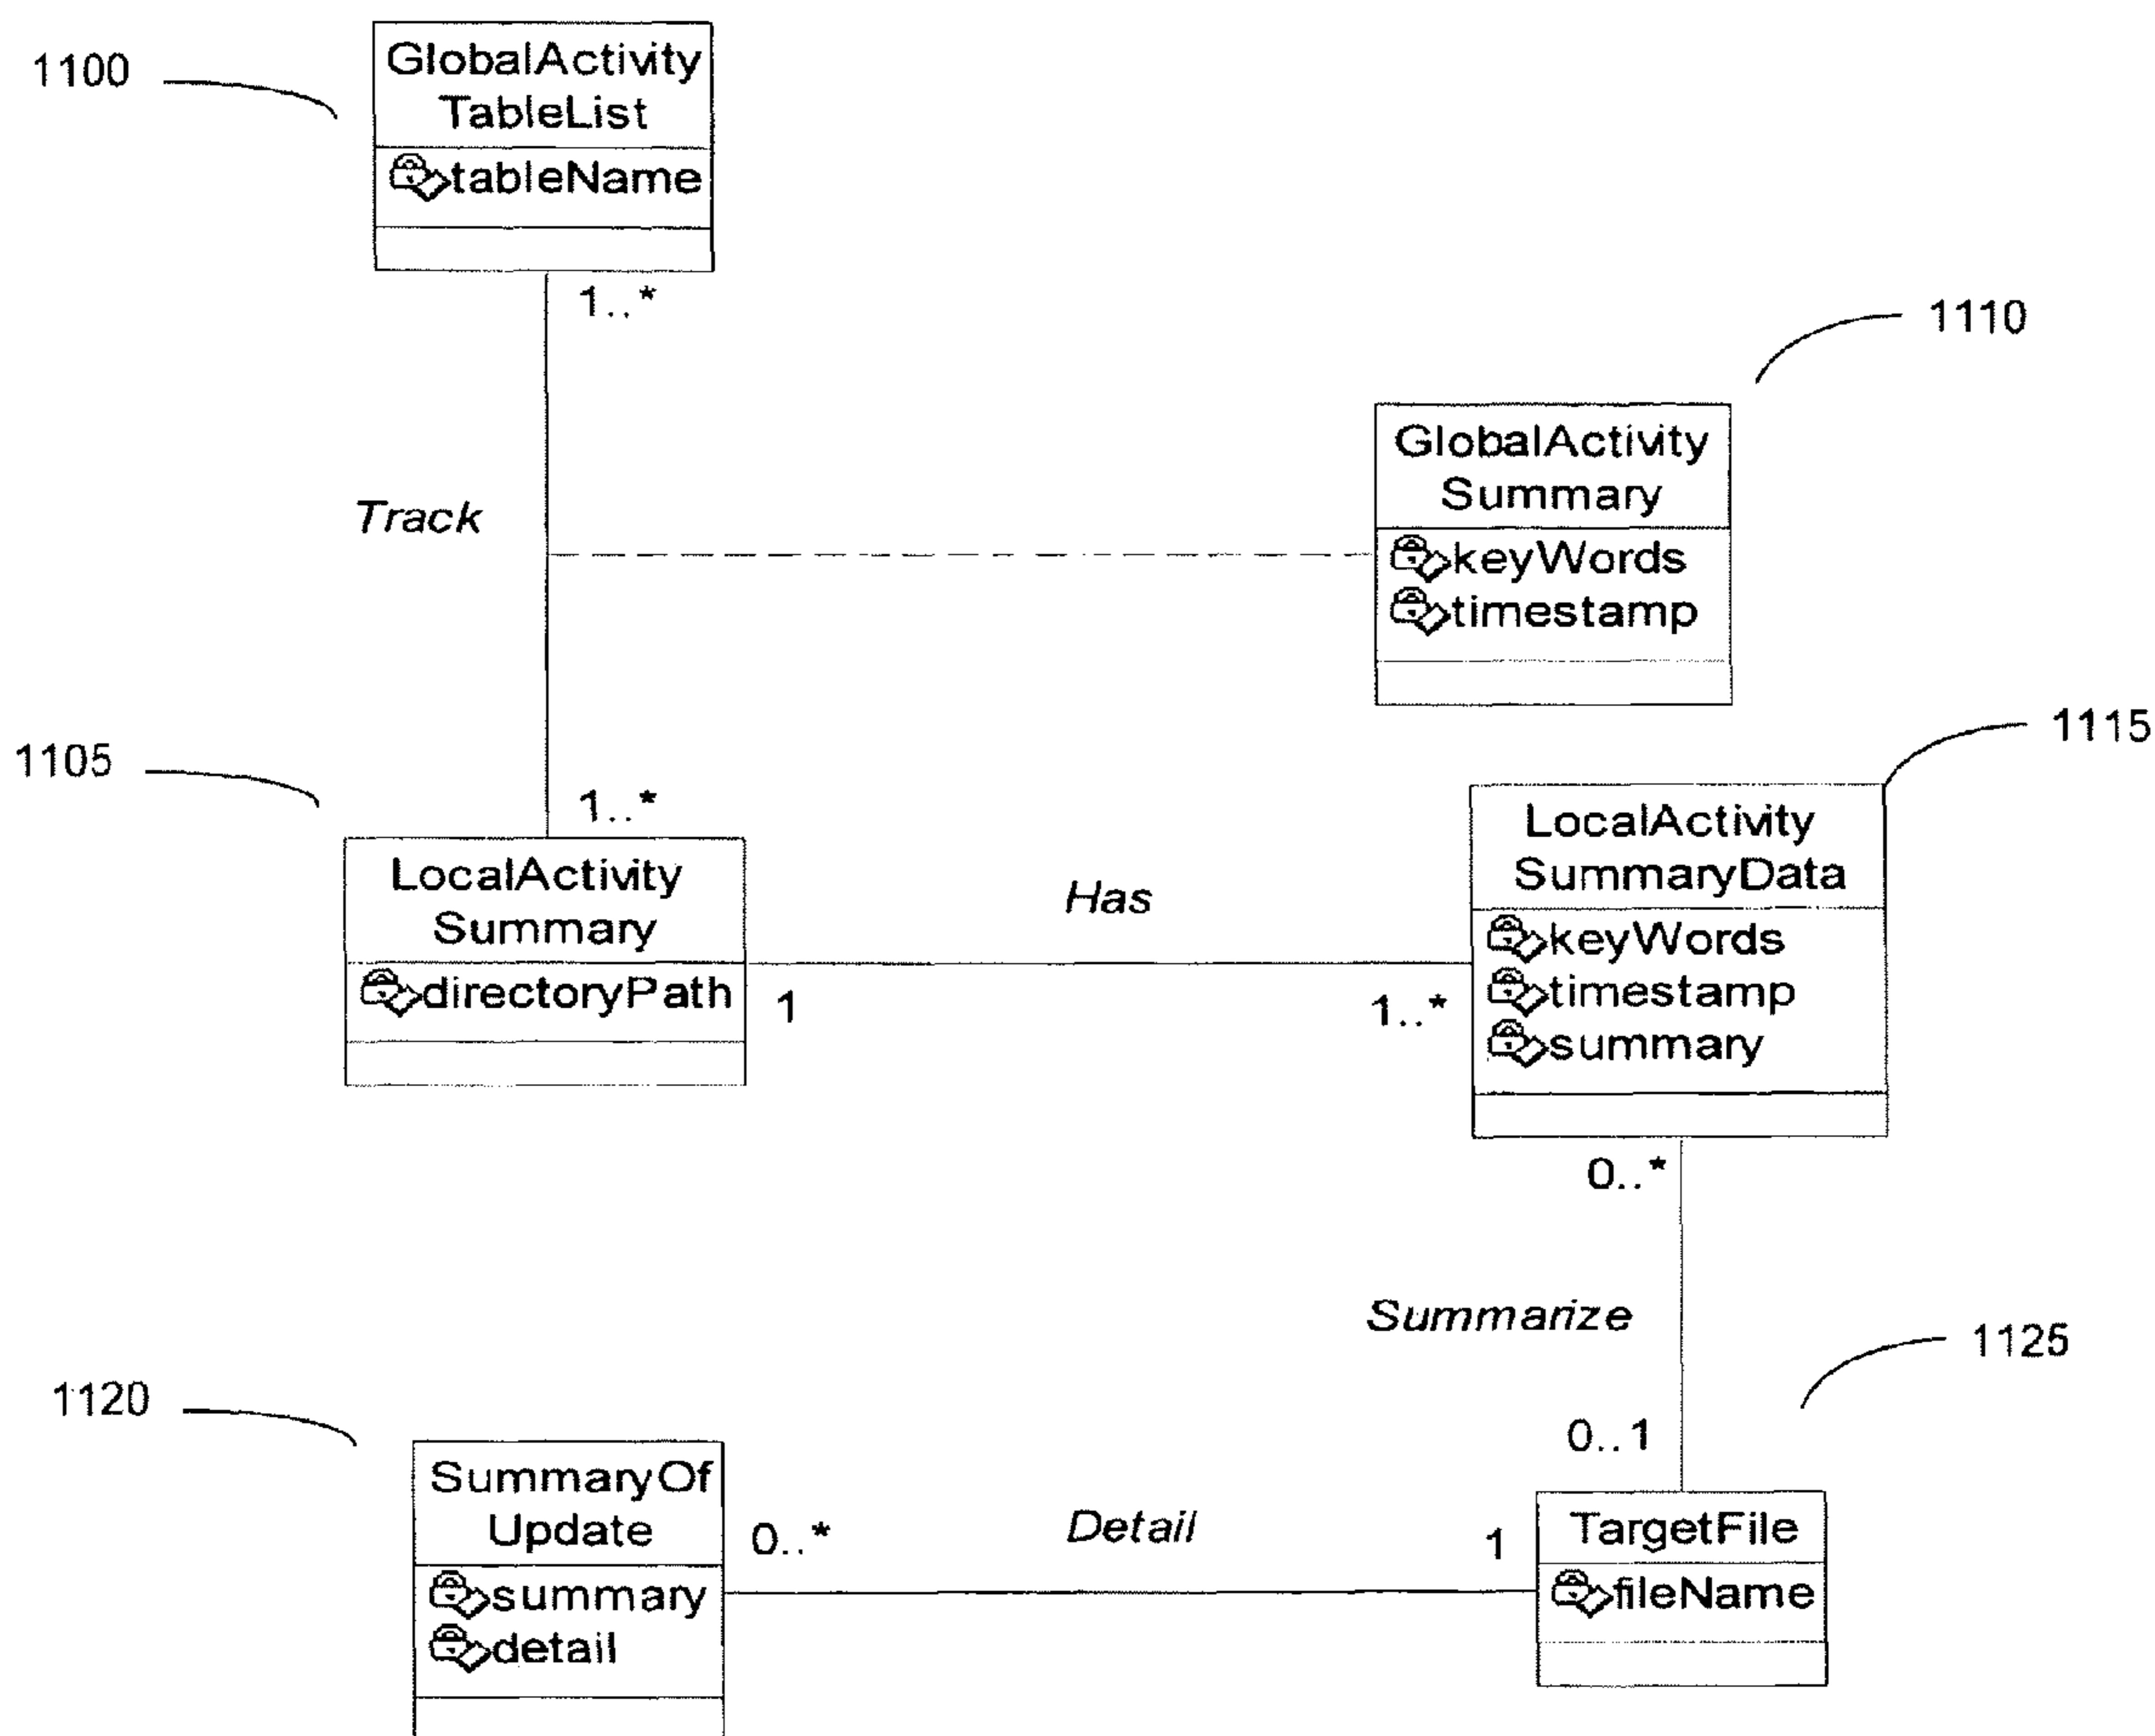 1100
GlobalActivity
TableList
tableName
1..*
1110
GlobalActivity
Summary
keyWords
timestamp
Track
1105
1..*
LocalActivity
Summary
directoryPath
1
Has
1..*
1115
LocalActivity
SummaryData
keyWords
timestamp
summary
0..*
Summarize
0..1
1125
1120
SummaryOf
Update
summary
detail
0..*
Detail
1
TargetFile
fileName